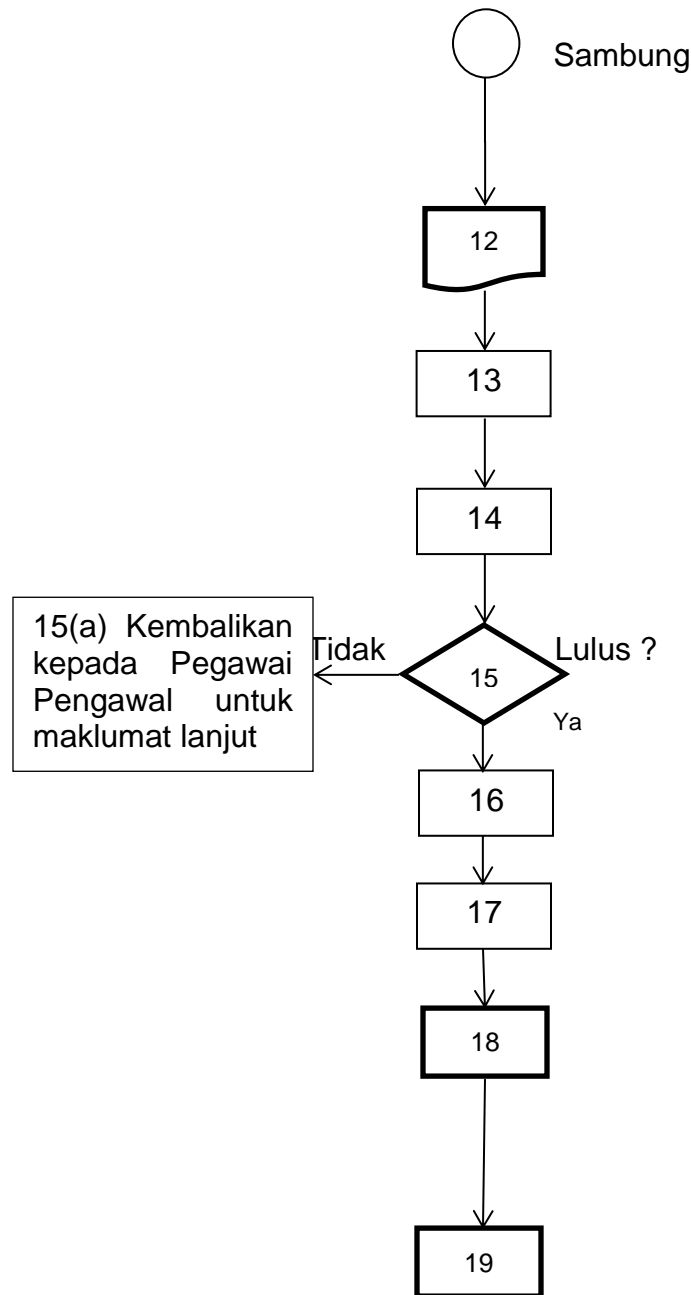 Sambung
12
13
14
15(a) Kembalikan
kepada Pegawai
Pengawal untuk
maklumat lanjut
Tidak
15
Lulus ?
Ya
16
17
18
19